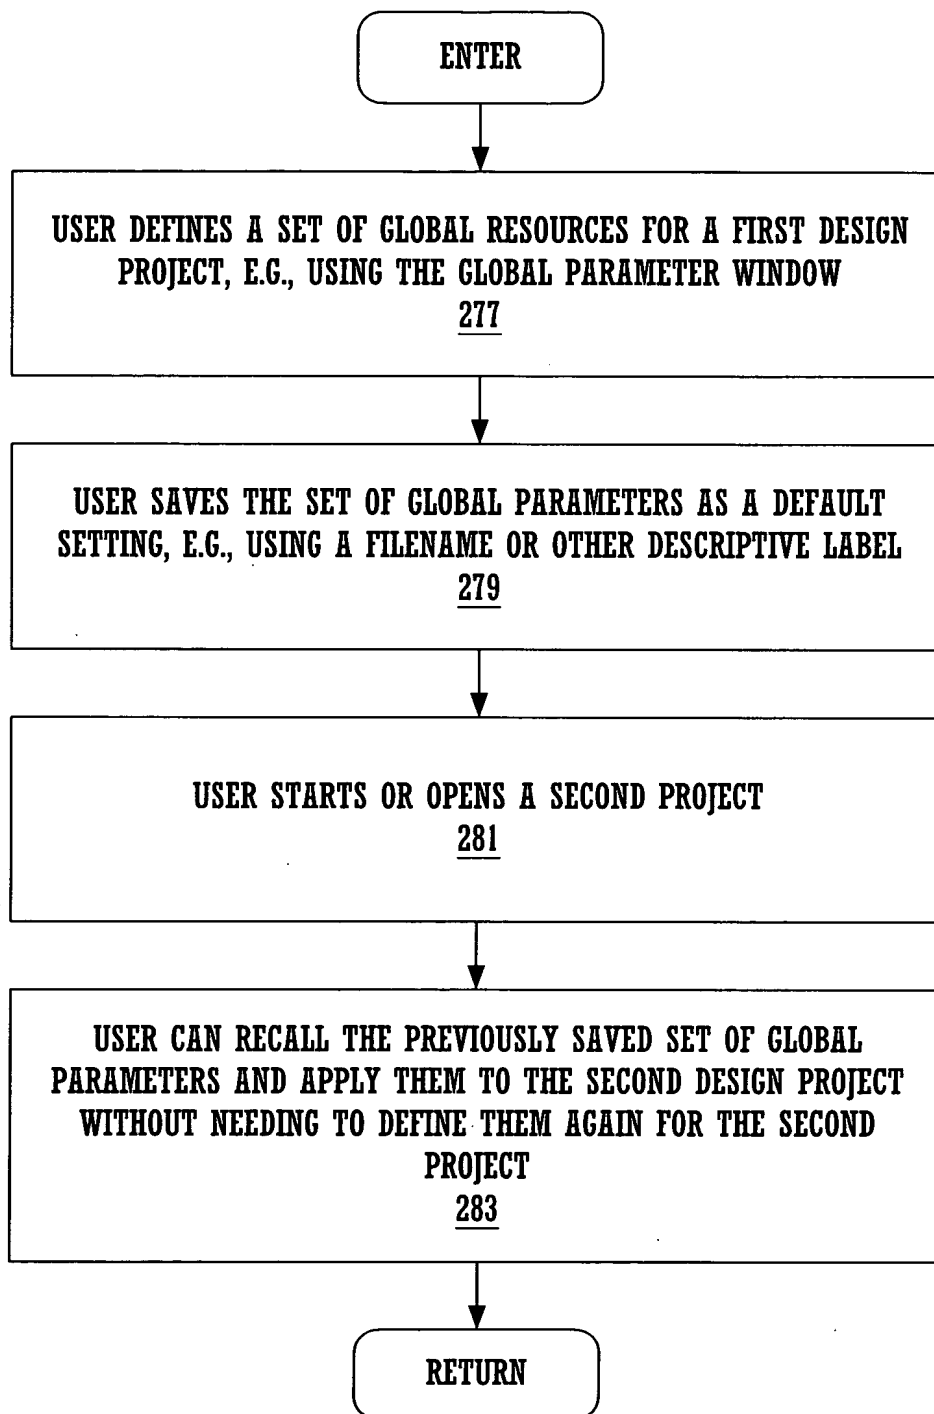 ENTER
USER DEFINES A SET OF GLOBAL RESOURCES FOR A FIRST DESIGN
PROJECT, E.G., USING THE GLOBAL PARAMETER WINDOW
277
USER SAVES THE SET OF GLOBAL PARAMETERS AS A DEFAULT
SETTING, E.G., USING A FILENAME OR OTHER DESCRIPTIVE LABEL
279
USER STARTS OR OPENS A SECOND PROJECT
281
USER CAN RECALL THE PREVIOUSLY SAVED SET OF GLOBAL
PARAMETERS AND APPLY THEM TO THE SECOND DESIGN PROJECT
WITHOUT NEEDING TO DEFINE THEM AGAIN FOR THE SECOND
PROJECT
283
RETURN